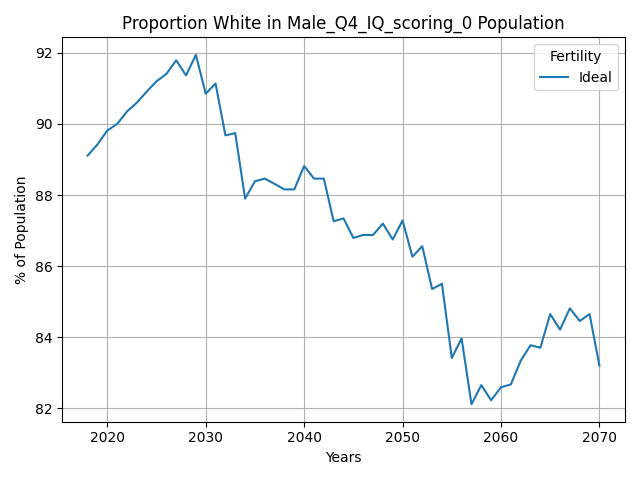 Proportion White in Male_Q4_IQ_scoring_0 Population
Fertility
Ideal
92
90
88
86
84
82
% of Population
2020 2030 2040 2050 2060 2070
Years